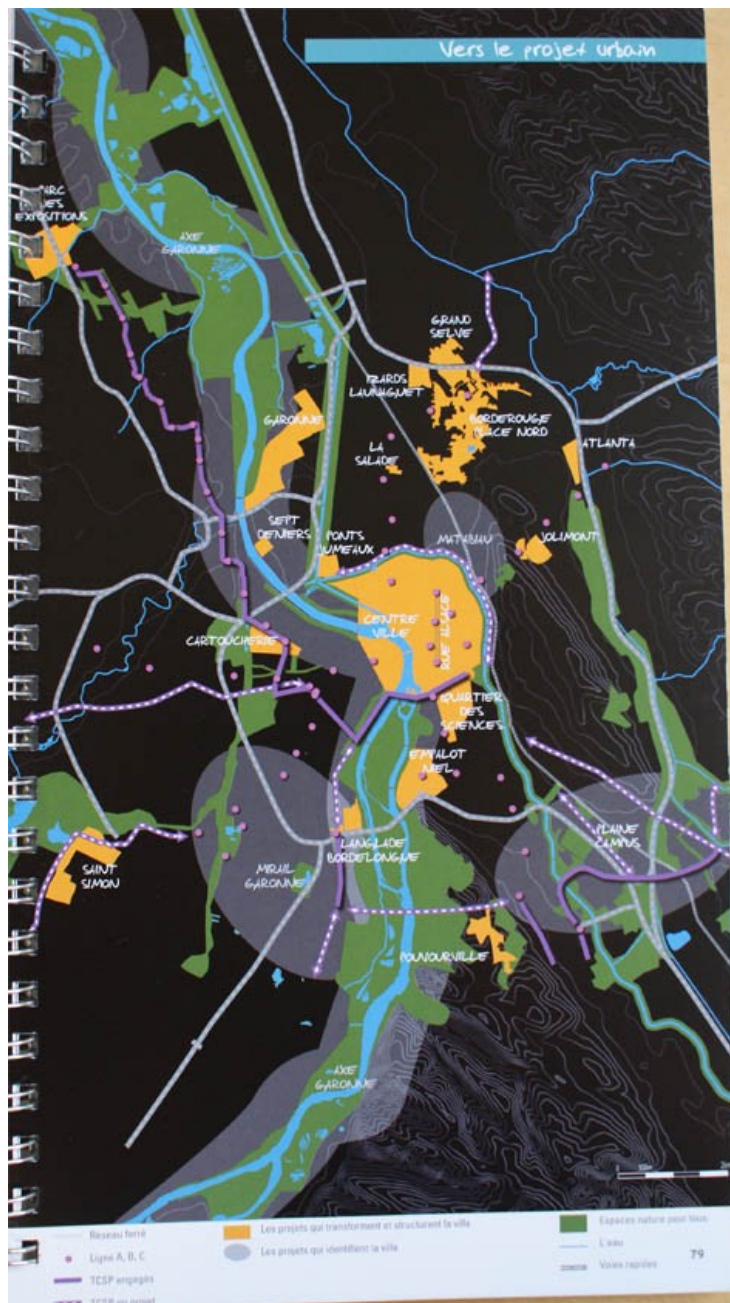 Vers le projet urbain
PARC
DES
EXPOSITIONS
AXE
GARONNE
GRAND
SELVE
IZARDS
LAUNAGUET
BORDEROUGE
PLACE NORD
GARONNE
LA
SALADE
ATLANTA
SEPT
DENIERS
PONTS
JUMEAUX
MATABIAU
JOLIMONT
CENTRE
VILLE
RUE ALSACE
CARTOUCHERIE
QUARTIER
DES
SCIENCES
EMPALOT
NIEL
LANGLADE
BORDELONGUE
PLAINE
CAMPUS
SAINT
SIMON
MIRAIL
GARONNE
POUVOURVILLE
AXE
GARONNE
Réseau ferré
Ligne A, B, C
TCSP engagés
TCSP en projet
Les projets qui transforment et structurent la ville
Les projets qui identifient la ville
Espaces nature pour tous
L'eau
Voies rapides
79